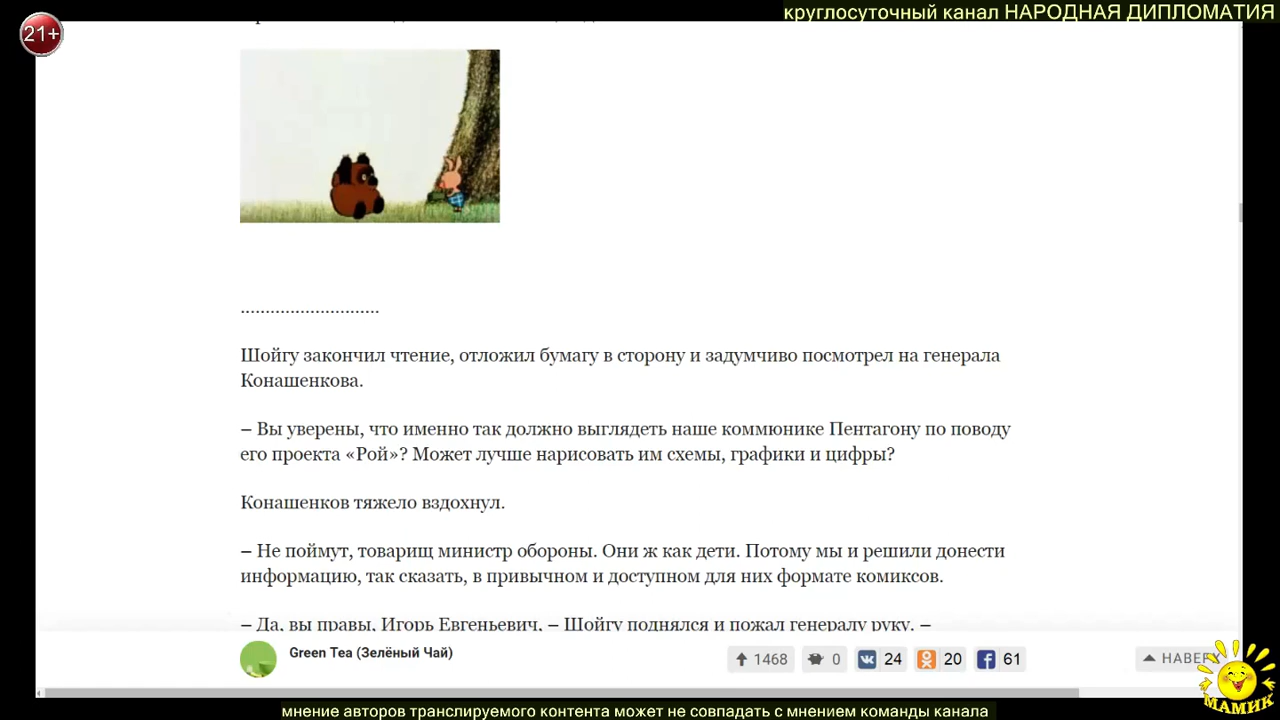 круглосуточный канал НАРОДНАЯ ДИПЛОМАТИЯ
21+
...........................
Шойгу закончил чтение, отложил бумагу в сторону и задумчиво посмотрел на генерала
Конашенкова.
– Вы уверены, что именно так должно выглядеть наше коммюнике Пентагону по поводу
его проекта «Рой»? Может лучше нарисовать им схемы, графики и цифры?
Конашенков тяжело вздохнул.
– Не поймут, товарищ министр обороны. Они ж как дети. Потому мы и решили донести
информацию, так сказать, в привычном и доступном для них формате комиксов.
– Да, вы правы, Игорь Евгеньевич, – Шойгу поднялся и пожал генералу руку. –
Green Tea (Зелёный Чай)
1468 0 24 20 61
МАМИК
мнение авторов транслируемого контента может не совпадать с мнением команды канала